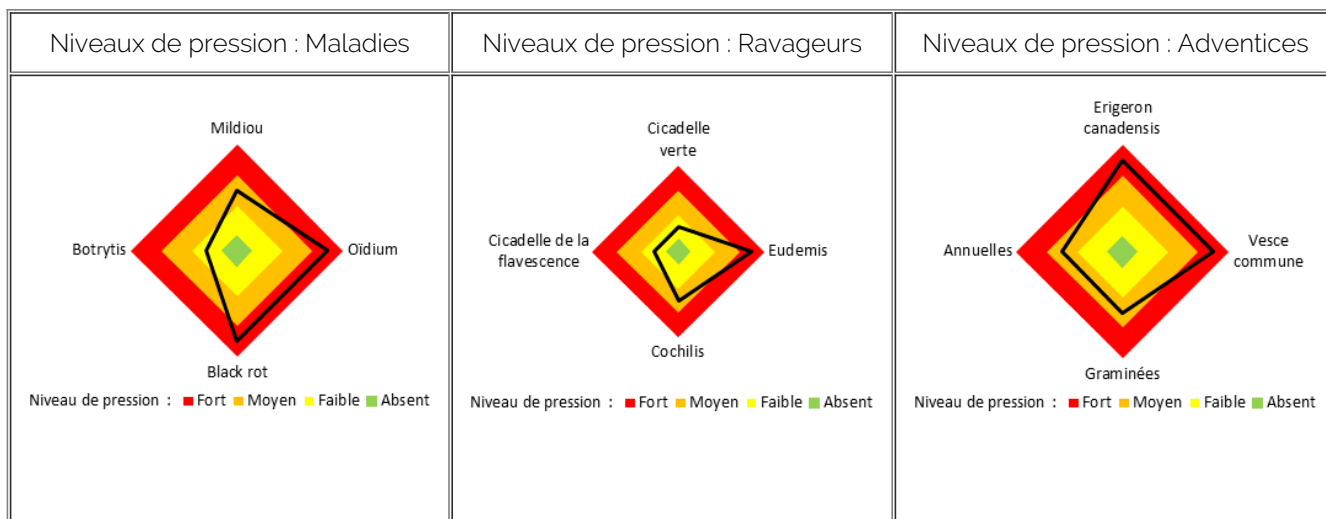 Niveaux de pression : Maladies
Niveaux de pression : Ravageurs
Niveaux de pression : Adventices
Mildiou
Botrytis
Oïdium
Black rot
Niveau de pression : Fort Moyen Faible Absent
Cicadelle
verte
Cicadelle de la
flavescence
Eudemis
Cochilis
Niveau de pression : Fort Moyen Faible Absent
Erigeron
canadensis
Annuelles
Vesce
commune
Graminées
Niveau de pression : Fort Moyen Faible Absent